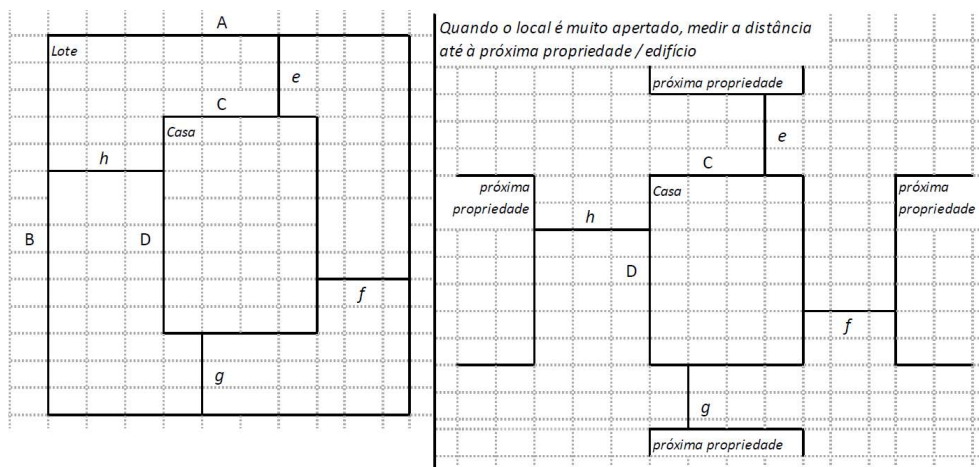 A
Lote
e
C
Casa
h
B
D
f
g
Quando o local é muito apertado, medir a distância
até à próxima propriedade / edifício
próxima propriedade
e
C
próxima
propriedade
Casa
próxima
propriedade
h
D
f
g
próxima propriedade